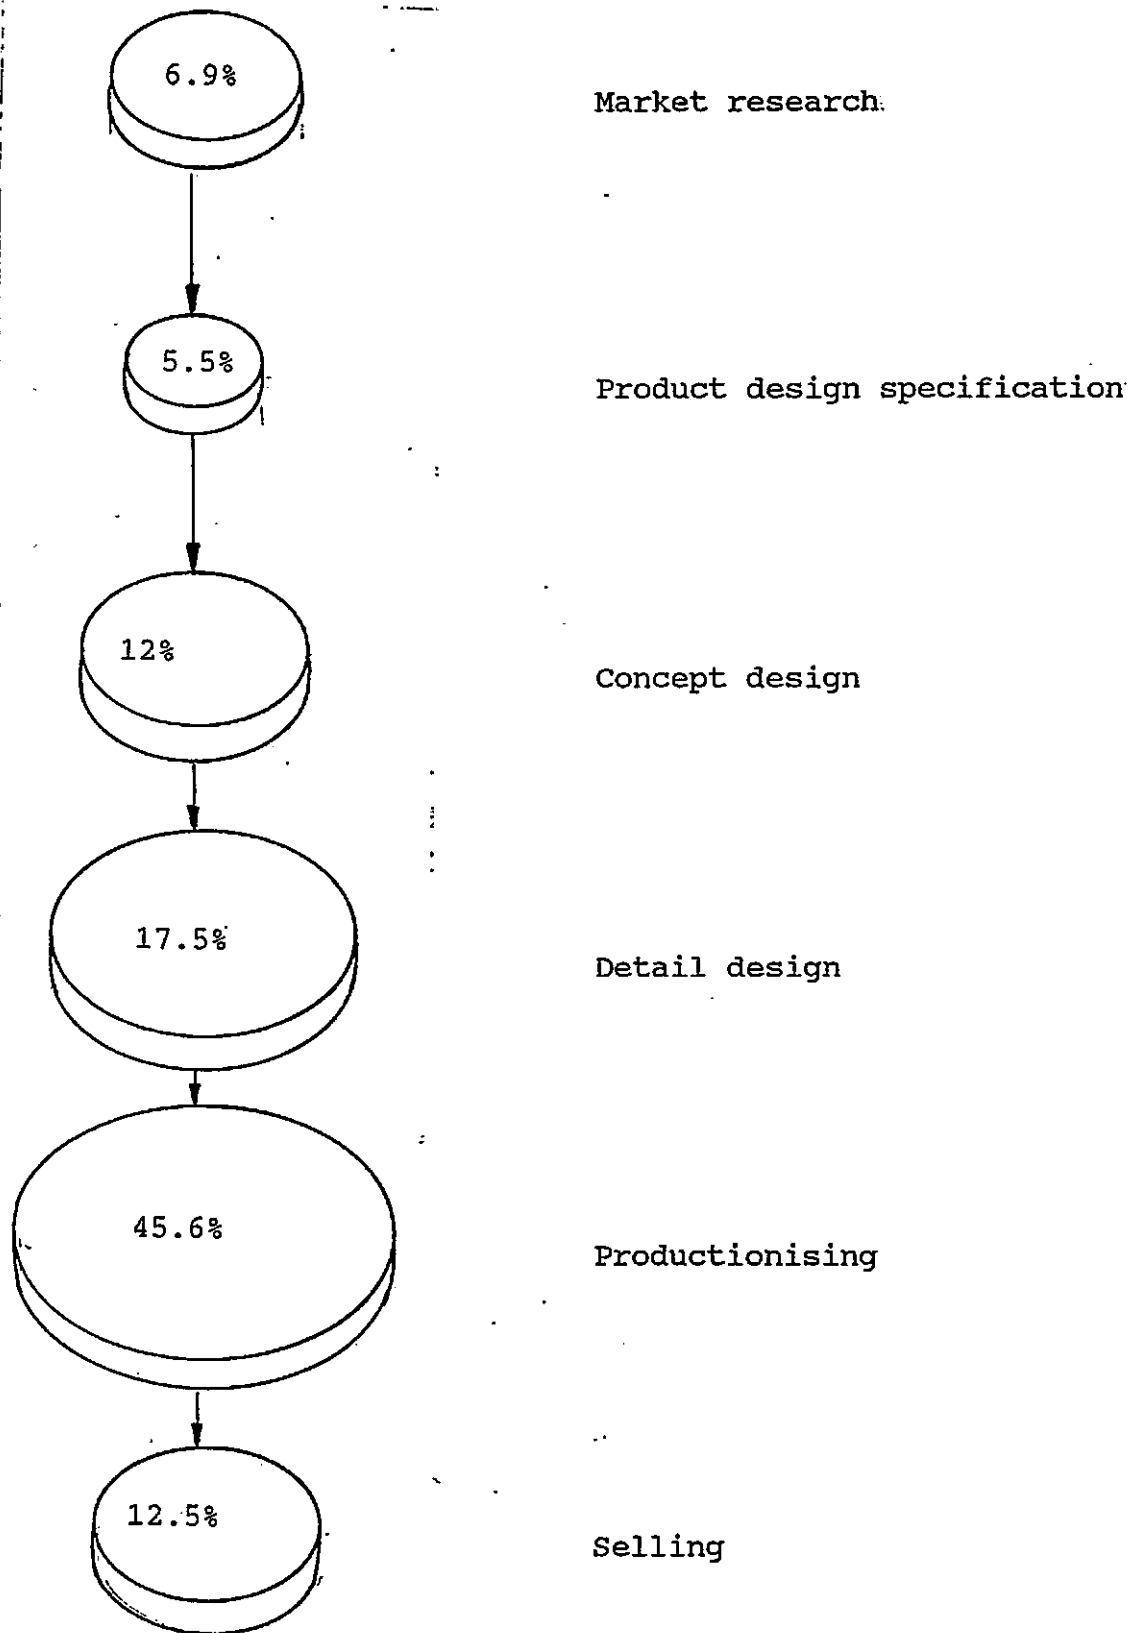 6.9%
Market research
5.5%
Product design specification
12%
Concept design
17.5%
Detail design
45.6%
Productionising
12.5%
Selling